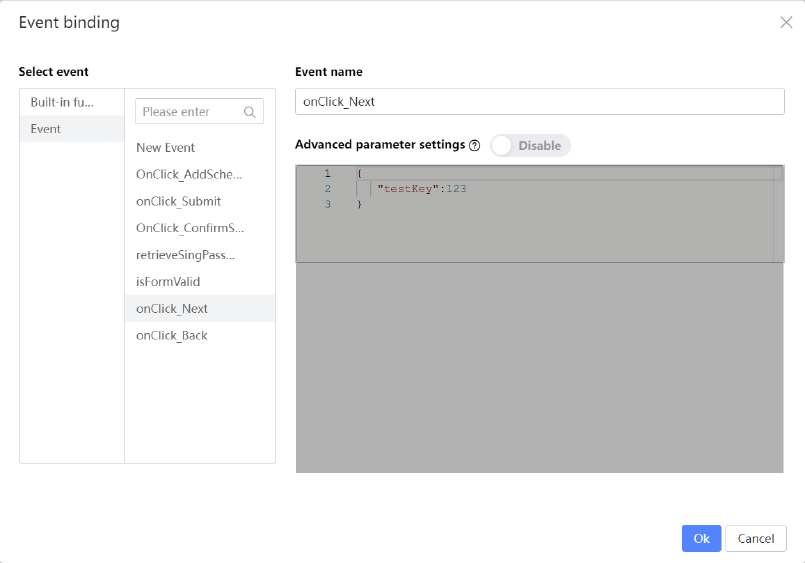 Event binding
Select event
Built-in fu...
Event
Please enter
New Event
OnClick_AddSche...
onClick_Submit
OnClick_ConfirmS...
retrieveSingPass...
isFormValid
onClick_Next
onClick_Back
Event name
onClick_Next
Advanced parameter settings ? Disable
1 {
2 "testKey":123
3 }
Ok Cancel